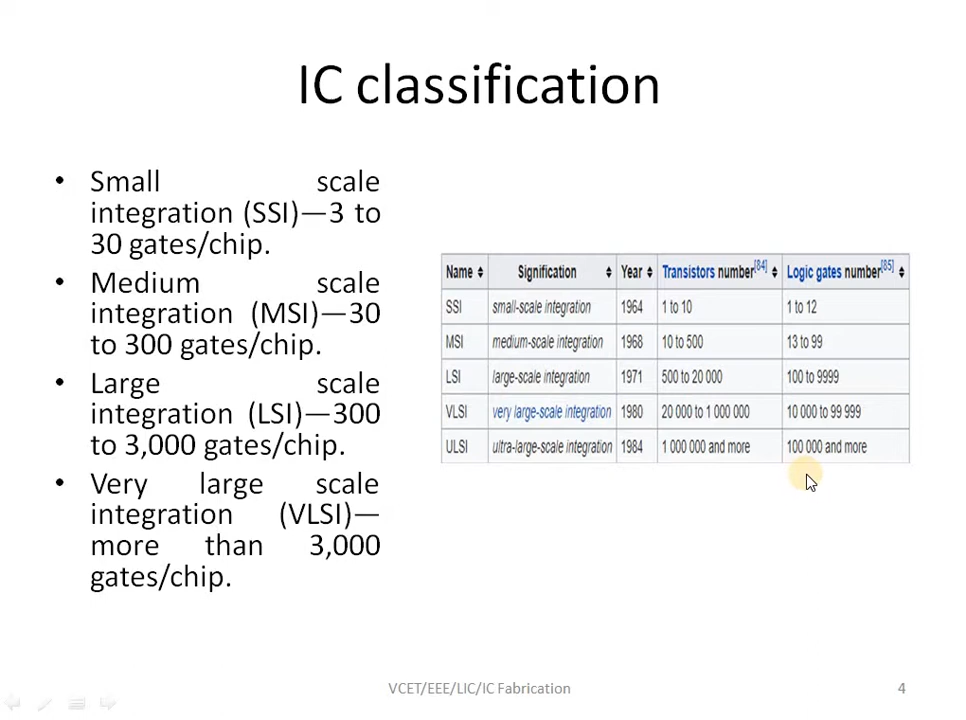 IC classification
• Small scale
integration (SSI)—3 to
30 gates/chip.
• Medium scale
integration (MSI)—30
to 300 gates/chip.
• Large scale
integration (LSI)—300
to 3,000 gates/chip.
• Very large scale
integration (VLSI)—
more than 3,000
gates/chip.
Name Signification Year Transistors number[84] Logic gates number[85]
SSI small-scale integration 1964 1 to 10 1 to 12
MSI medium-scale integration 1968 10 to 500 13 to 99
LSI large-scale integration 1971 500 to 20 000 100 to 9999
VLSI very large-scale integration 1980 20 000 to 1 000 000 10 000 to 99 999
ULSI ultra-large-scale integration 1984 1 000 000 and more 100 000 and more
VCET/EEE/LIC/IC Fabrication
4